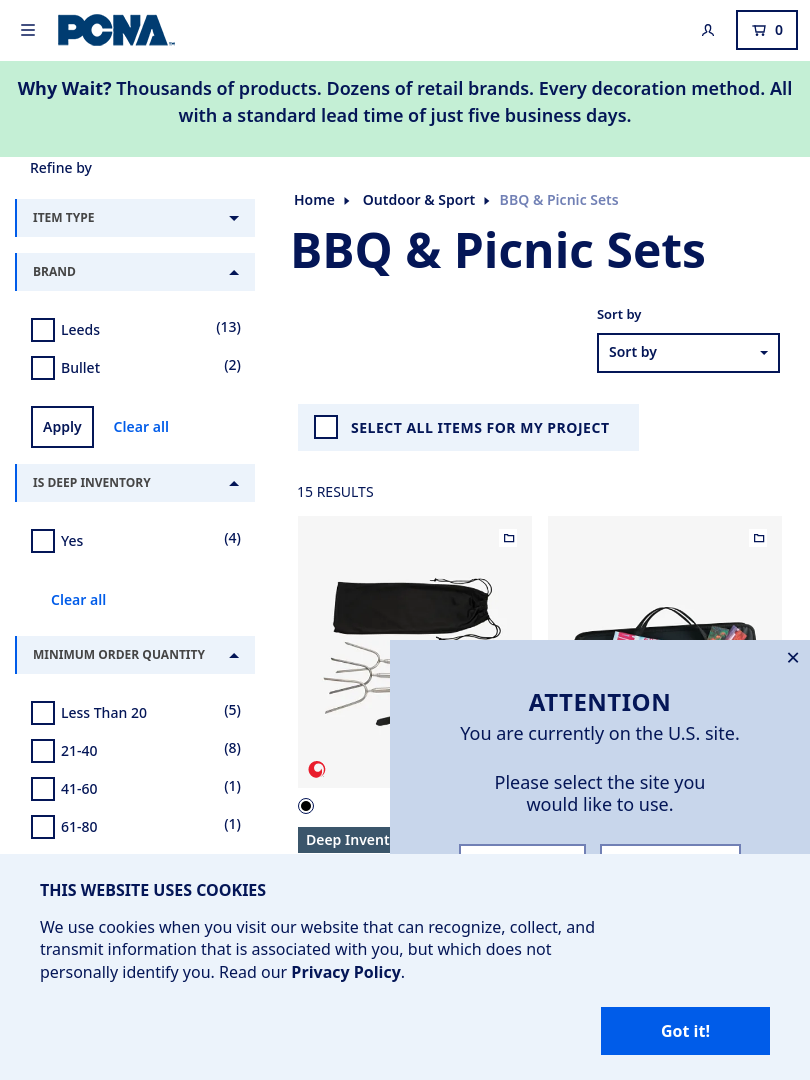 PCNA
0
Why Wait? Thousands of products. Dozens of retail brands. Every decoration method. All
with a standard lead time of just five business days.
Refine by
ITEM TYPE
BRAND
Leeds (13)
Bullet (2)
Apply Clear all
IS DEEP INVENTORY
Yes (4)
Clear all
MINIMUM ORDER QUANTITY
Less Than 20 (5)
21-40 (8)
41-60 (1)
61-80 (1)
Home Outdoor & Sport BBQ & Picnic Sets
BBQ & Picnic Sets
Sort by
Sort by
SELECT ALL ITEMS FOR MY PROJECT
15 RESULTS
Deep Invent
ATTENTION
You are currently on the U.S. site.
Please select the site you
would like to use.
THIS WEBSITE USES COOKIES
We use cookies when you visit our website that can recognize, collect, and
transmit information that is associated with you, but which does not
personally identify you. Read our Privacy Policy.
Got it!